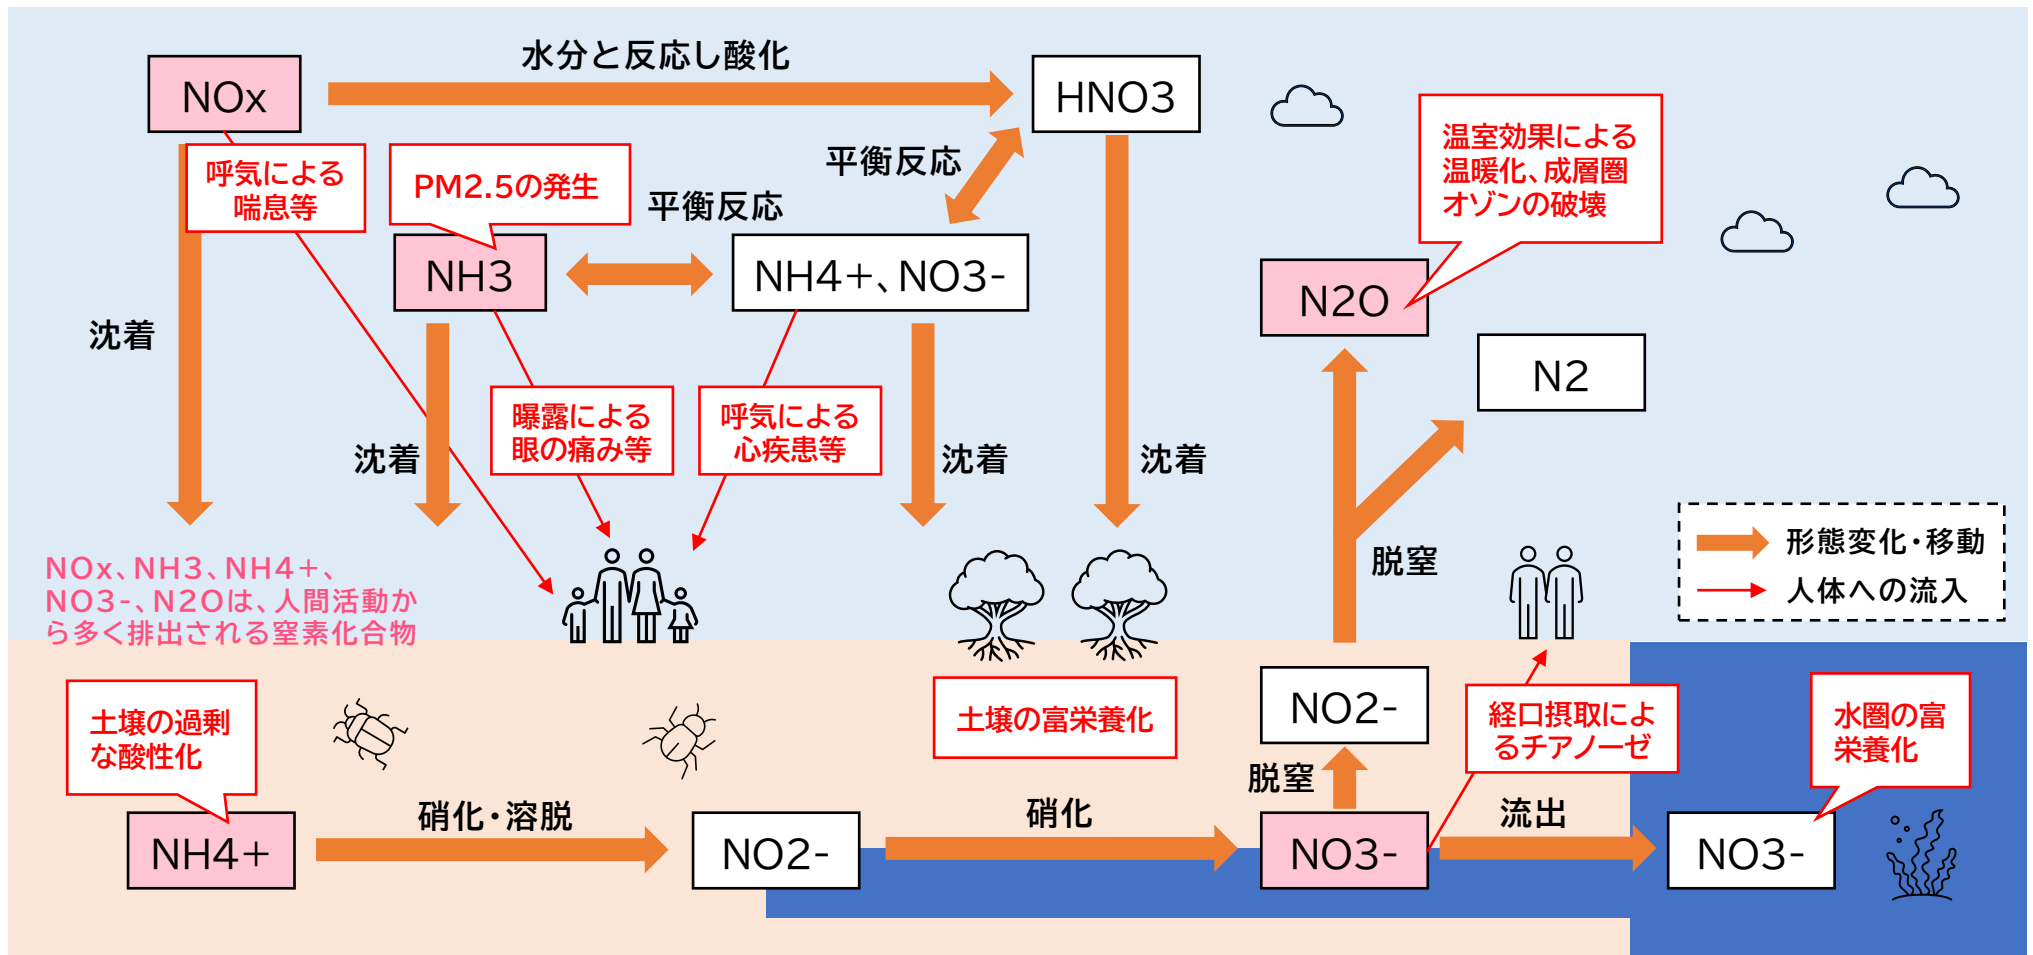 水分と反応し酸化
NOx
HNO3
呼気による
喘息等
PM2.5の発生
平衡反応
平衡反応
温室効果による
温暖化、成層圏
オゾンの破壊
NH3
NH4+、NO3-
N2O
N2
沈着
曝露による
眼の痛み等
呼気による
心疾患等
沈着
沈着
沈着
脱窒
形態変化・移動
人体への流入
NOx、NH3、NH4+、
NO3-、N2Oは、人間活動か
ら多く排出される窒素化合物
土壌の過剰
な酸性化
土壌の富栄養化
NO2-
経口摂取によ
るチアノーゼ
水圏の富
栄養化
脱窒
硝化・溶脱
硝化
流出
NH4+
NO2-
NO3-
NO3-